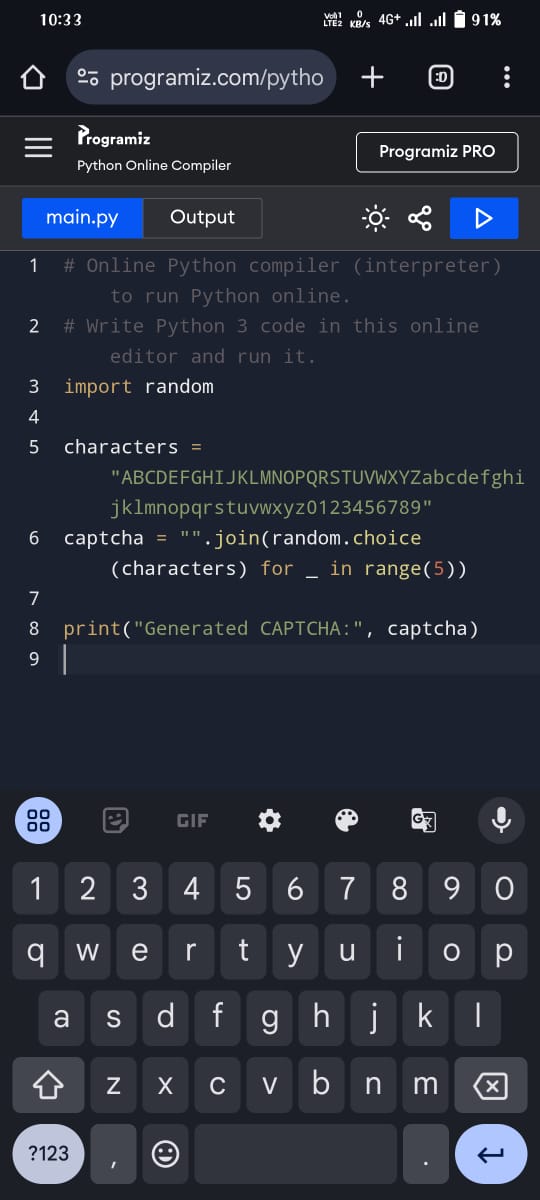 10:33
Vo1) LTE2 0 KB/s 4G+ 91%
programiz.com/pytho
:D
Programiz
Python Online Compiler
Programiz PRO
main.py
Output
1 # Online Python compiler (interpreter)
to run Python online.
2 # Write Python 3 code in this online
editor and run it.
3 import random
4
5 characters =
"ABCDEFGHIJKLMNOPQRSTUVWXYZabcdefghi
jklmnopqrstuvwxyz0123456789"
6 captcha = "".join(random.choice
(characters) for _ in range(5))
7
8 print("Generated CAPTCHA:", captcha)
9
GIF
1 2 3 4 5 6 7 8 9 0
q w e r t y u i o p
a s d f g h j k l
z x c v b n m
?123 , .